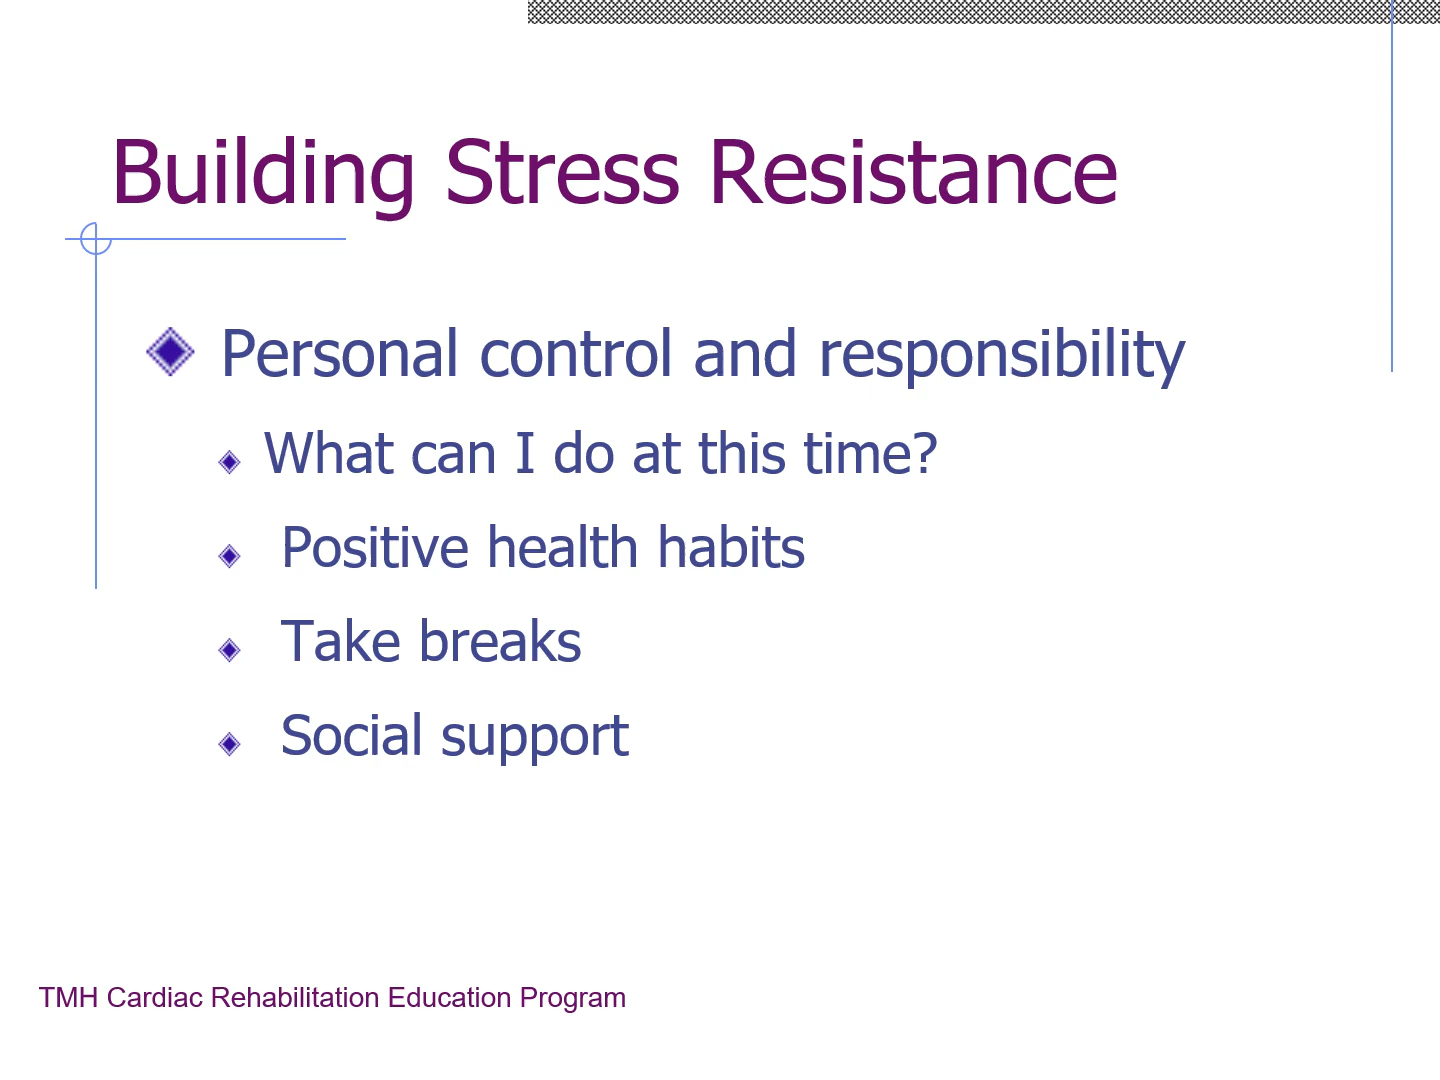 Building Stress Resistance
Personal control and responsibility
What can I do at this time?
Positive health habits
Take breaks
Social support
TMH Cardiac Rehabilitation Education Program